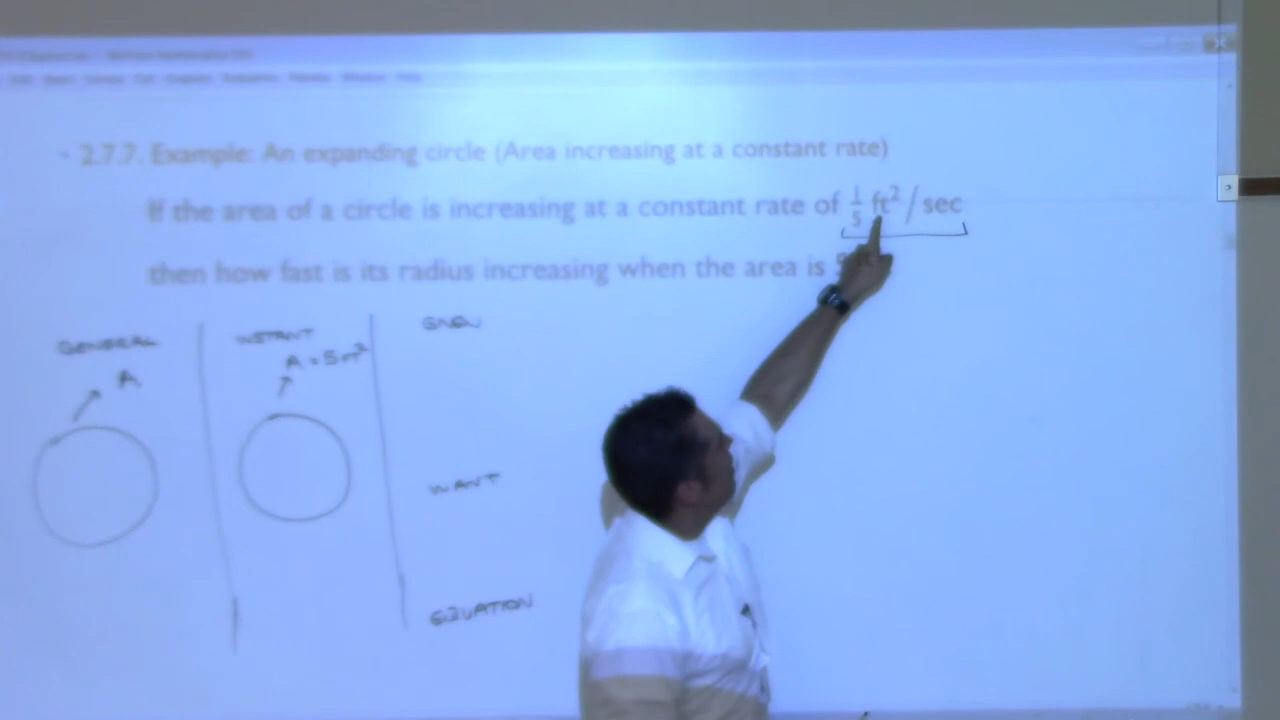 - 2.7.7. Example: An expanding circle (Area increasing at a constant rate)
If the area of a circle is increasing at a constant rate of 1/5 ft² / sec
then how fast is its radius increasing when the area is
GENERAL
A
INSTANT
A = 5 FT²
GIVEN
WANT
EQUATION